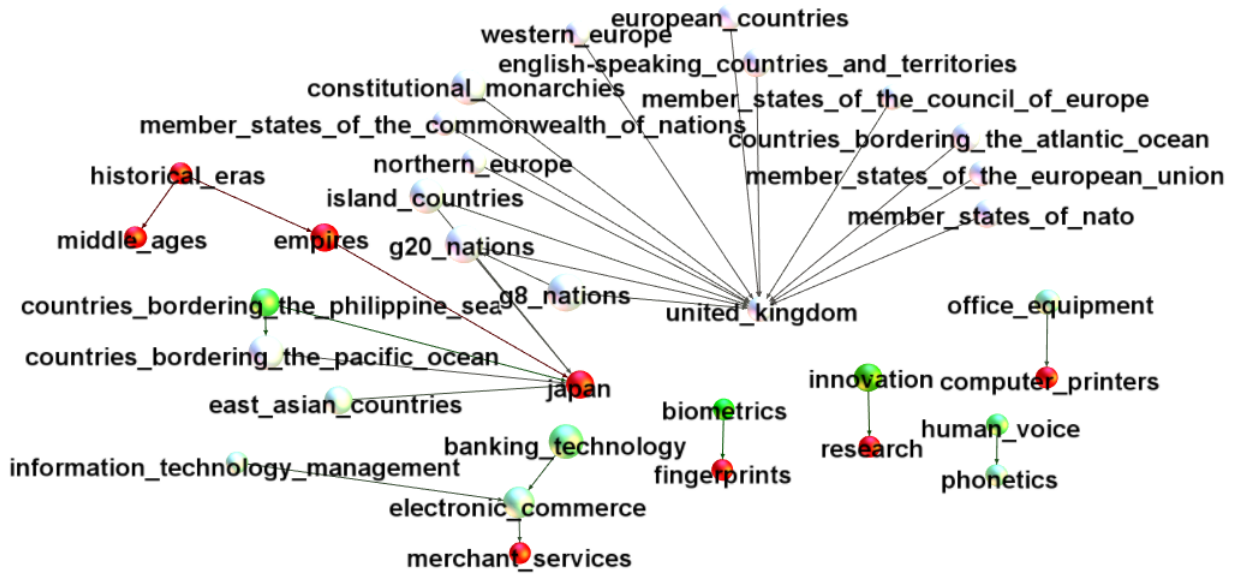 european_countries
western_europe
english-speaking_countries_and_territories
constitutional_monarchies
member_states_of_the_council_of_europe
member_states_of_the_commonwealth_of_nations
countries_bordering_the_atlantic_ocean
northern_europe
historical_eras
member_states_of_the_european_union
island_countries
member_states_of_nato
middle_ages
empires
g20_nations
g8_nations
countries_bordering_the_philippine_sea
united_kingdom
office_equipment
countries_bordering_the_pacific_ocean
innovation
computer_printers
japan
east_asian_countries
biometrics
human_voice
banking_technology
research
information_technology_management
fingerprints
phonetics
electronic_commerce
merchant_services